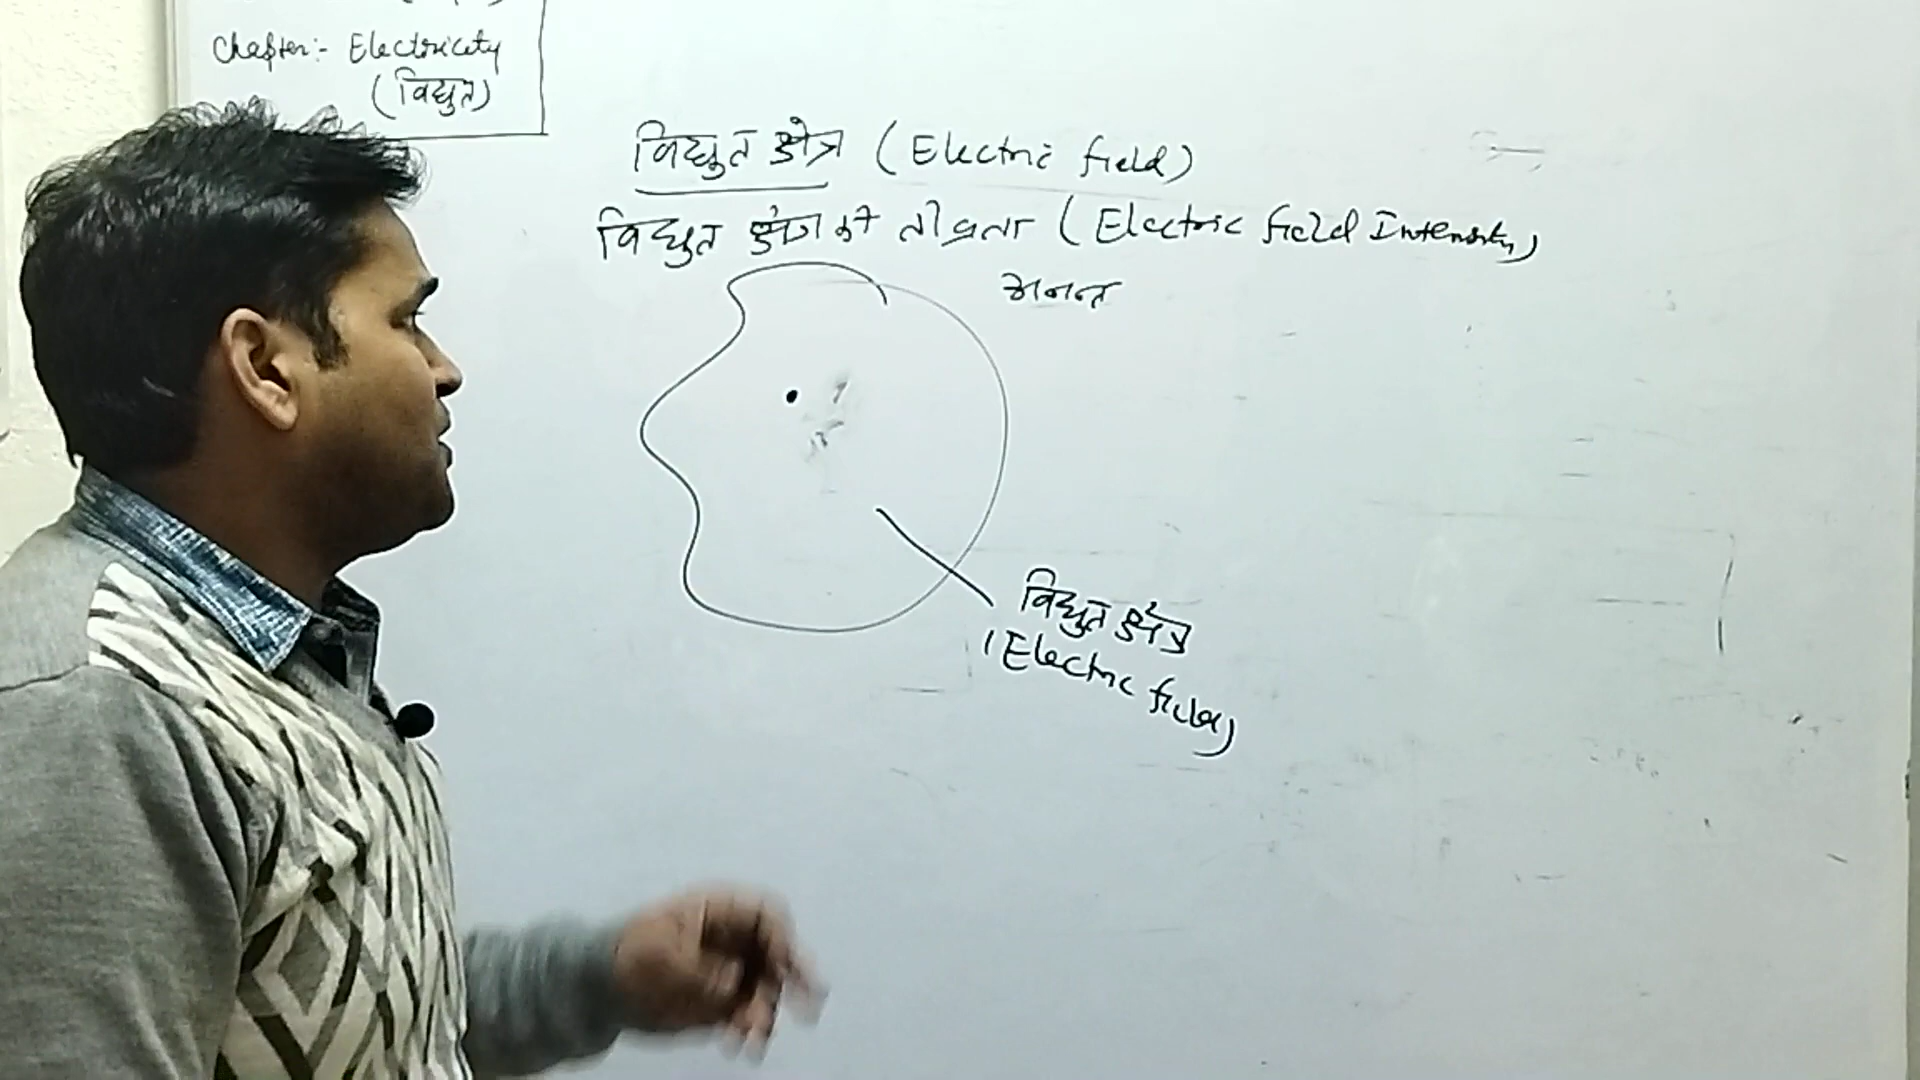 Chapter:- Electricity
(विद्युत)
विद्युत क्षेत्र (Electric field)
विद्युत क्षेत्र की तीव्रता (Electric field Intensity)
अनन्त
विद्युत क्षेत्र
(Electric field)